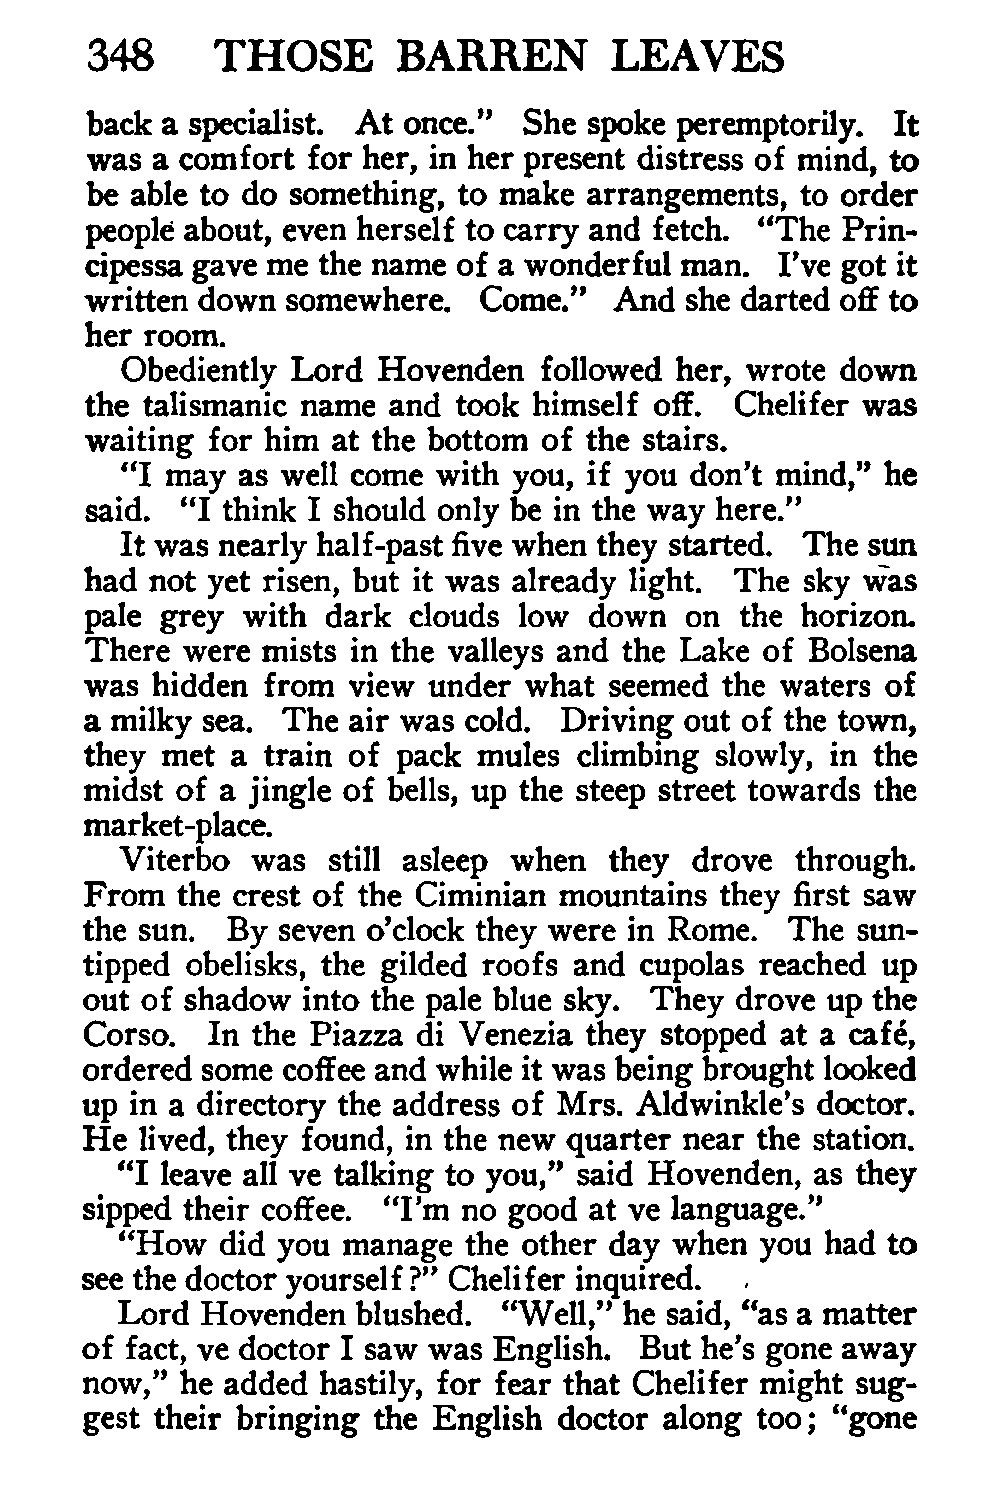 348 THOSE BARREN LEAVES
back a specialist. At once." She spoke peremptorily. It
was a comfort for her, in her present distress of mind, to
be able to do something, to make arrangements, to order
people about, even herself to carry and fetch. "The Prin-
cipessa gave me the name of a wonderful man. I've got it
written down somewhere. Come." And she darted off to
her room.
Obediently Lord Hovenden followed her, wrote down
the talismanic name and took himself off. Chelifer was
waiting for him at the bottom of the stairs.
"I may as well come with you, if you don't mind," he
said. "I think I should only be in the way here."
It was nearly half-past five when they started. The sun
had not yet risen, but it was already light. The sky was
pale grey with dark clouds low down on the horizon.
There were mists in the valleys and the Lake of Bolsena
was hidden from view under what seemed the waters of
a milky sea. The air was cold. Driving out of the town,
they met a train of pack mules climbing slowly, in the
midst of a jingle of bells, up the steep street towards the
market-place.
Viterbo was still asleep when they drove through.
From the crest of the Ciminian mountains they first saw
the sun. By seven o'clock they were in Rome. The sun-
tipped obelisks, the gilded roofs and cupolas reached up
out of shadow into the pale blue sky. They drove up the
Corso. In the Piazza di Venezia they stopped at a café,
ordered some coffee and while it was being brought looked
up in a directory the address of Mrs. Aldwinkle's doctor.
He lived, they found, in the new quarter near the station.
"I leave all ve talking to you," said Hovenden, as they
sipped their coffee. "I'm no good at ve language."
"How did you manage the other day when you had to
see the doctor yourself?" Chelifer inquired.
Lord Hovenden blushed. "Well," he said, "as a matter
of fact, ve doctor I saw was English. But he's gone away
now," he added hastily, for fear that Chelifer might sug-
gest their bringing the English doctor along too; "gone